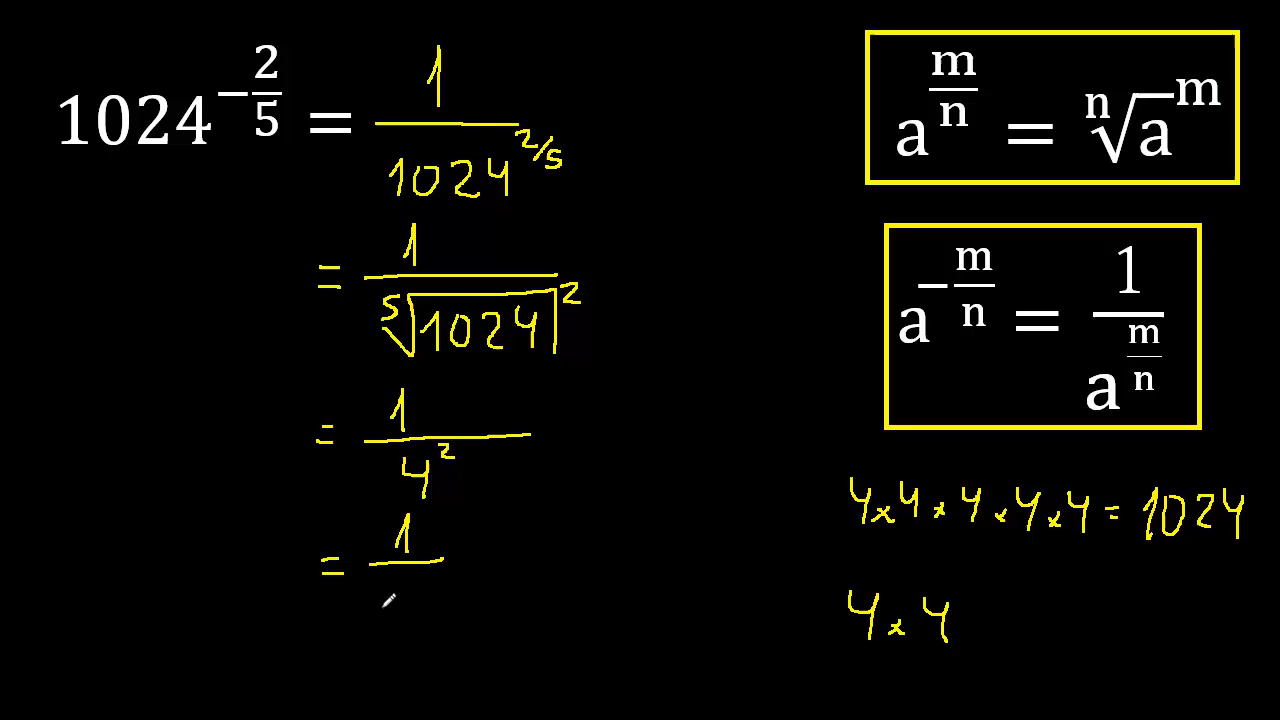 1024^(-2/5) = 1/1024^(2/5)
= 1/(⁵√1024)²
= 1/4²
= 1/
a^(m/n) = ⁿ√a^m
a^(-m/n) = 1/a^(m/n)
4 × 4 × 4 × 4 × 4 = 1024
4 × 4